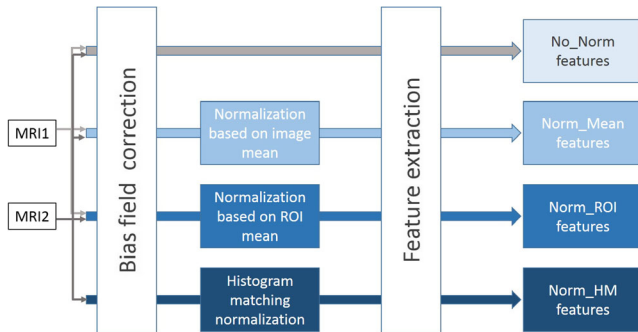 No_Norm
features
MRI1
Normalization
based on image
mean
Norm_Mean
features
MRI2
Normalization
based on ROI
mean
Norm_ROI
features
Histogram
matching
normalization
Norm_HM
features
Bias field correction
Feature extraction